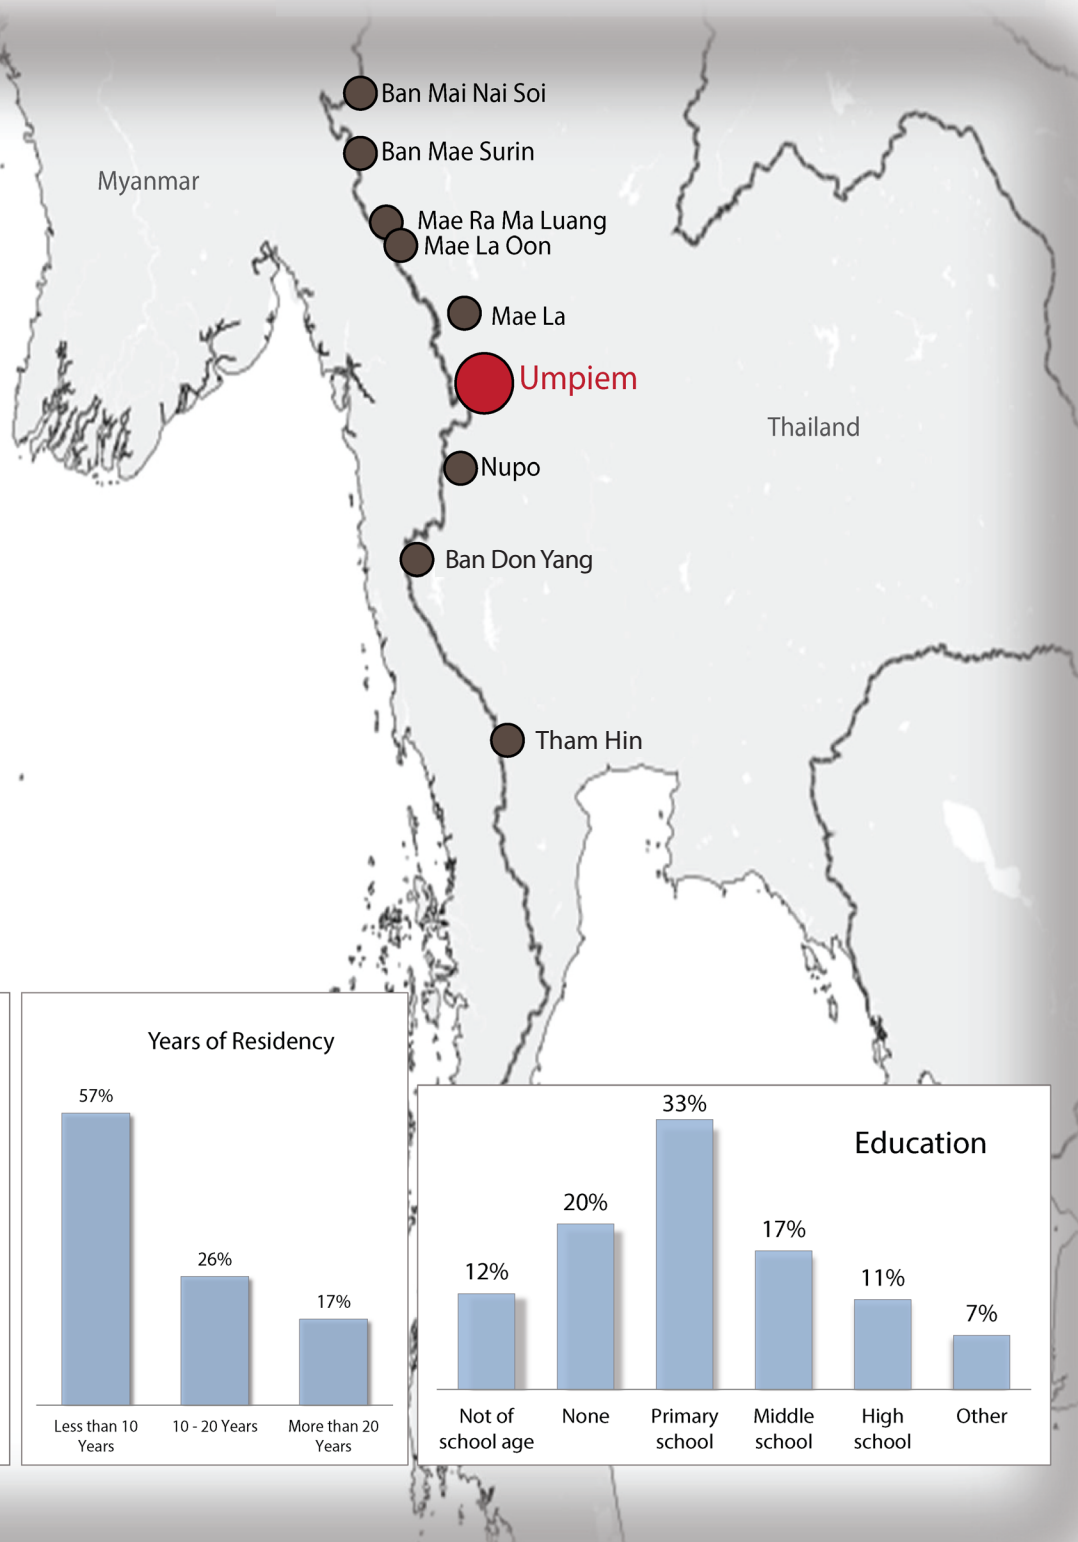 Ban Mai Nai Soi
Ban Mae Surin
Myanmar
Mae Ra Ma Luang
Mae La Oon
Mae La
Umpiem
Thailand
Nupo
Ban Don Yang
Tham Hin
Years of Residency
57%
26%
17%
Less than 10
Years
10 - 20 Years
More than 20
Years
Education
12%
20%
33%
17%
11%
7%
Not of
school age
None
Primary
school
Middle
school
High
school
Other